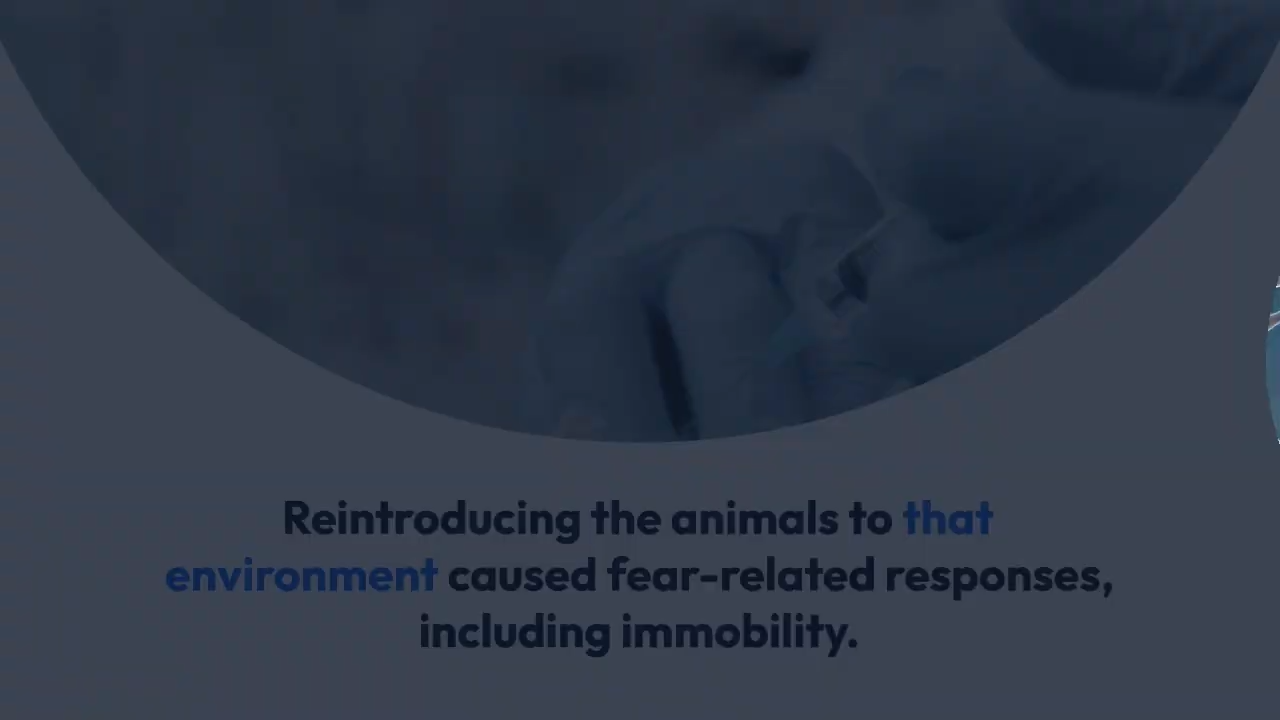 Reintroducing the animals to that
environment caused fear-related responses,
including immobility.